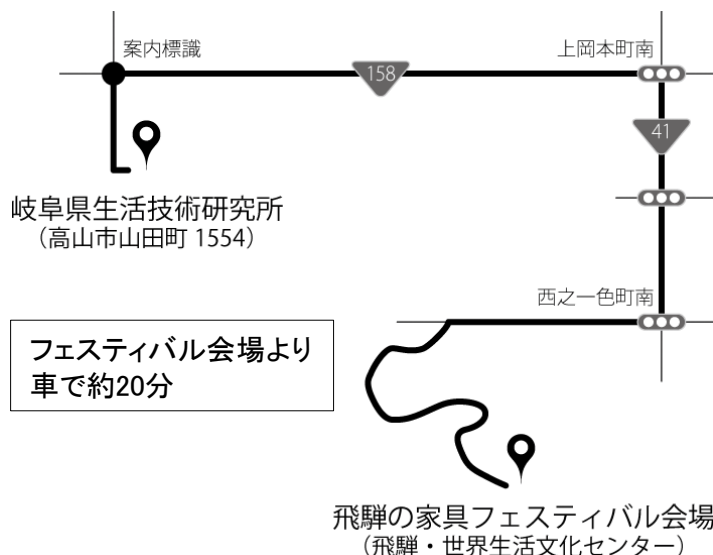 案内標識
上岡本町南
158
41
岐阜県生活技術研究所
（高山市山田町 1554）
西之一色町南
フェスティバル会場より
車で約20分
飛騨の家具フェスティバル会場
（飛騨・世界生活文化センター）